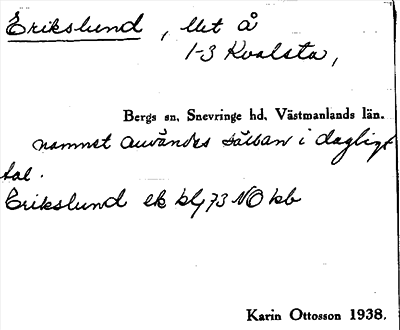 Erikslund, lht å
1-3 Kvalsta,
Bergs sn, Snevringe hd, Västmanlands län.
namnet användes sällan i dagligt
tal.
Erikslund ek bl 73 NO kb
Karin Ottosson 1938.